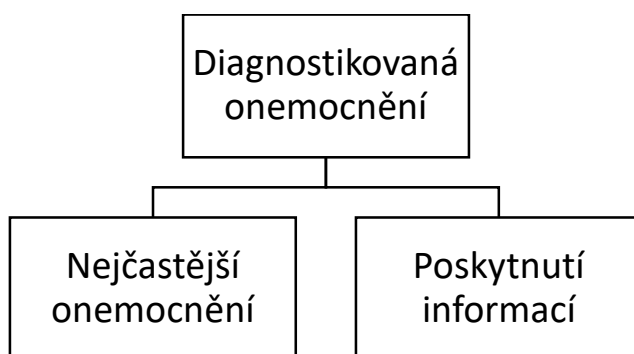 Diagnostikovaná
onemocnění
Nejčastější
onemocnění
Poskytnutí
informací